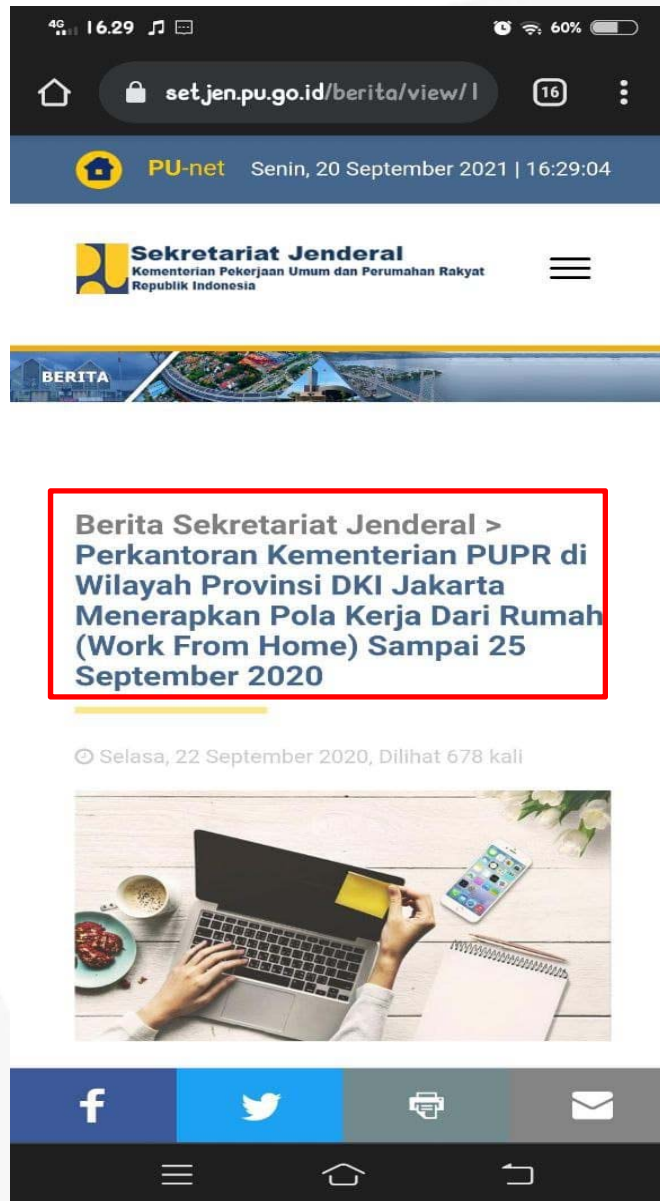 4G 16.29 60%
setjen.pu.go.id/berita/view/1 16
PU-net Senin, 20 September 2021 | 16:29:04
Sekretariat Jenderal
Kementerian Pekerjaan Umum dan Perumahan Rakyat
Republik Indonesia
BERITA
Berita Sekretariat Jenderal >
Perkantoran Kementerian PUPR di
Wilayah Provinsi DKI Jakarta
Menerapkan Pola Kerja Dari Rumah
(Work From Home) Sampai 25
September 2020
Selasa, 22 September 2020, Dilihat 678 kali